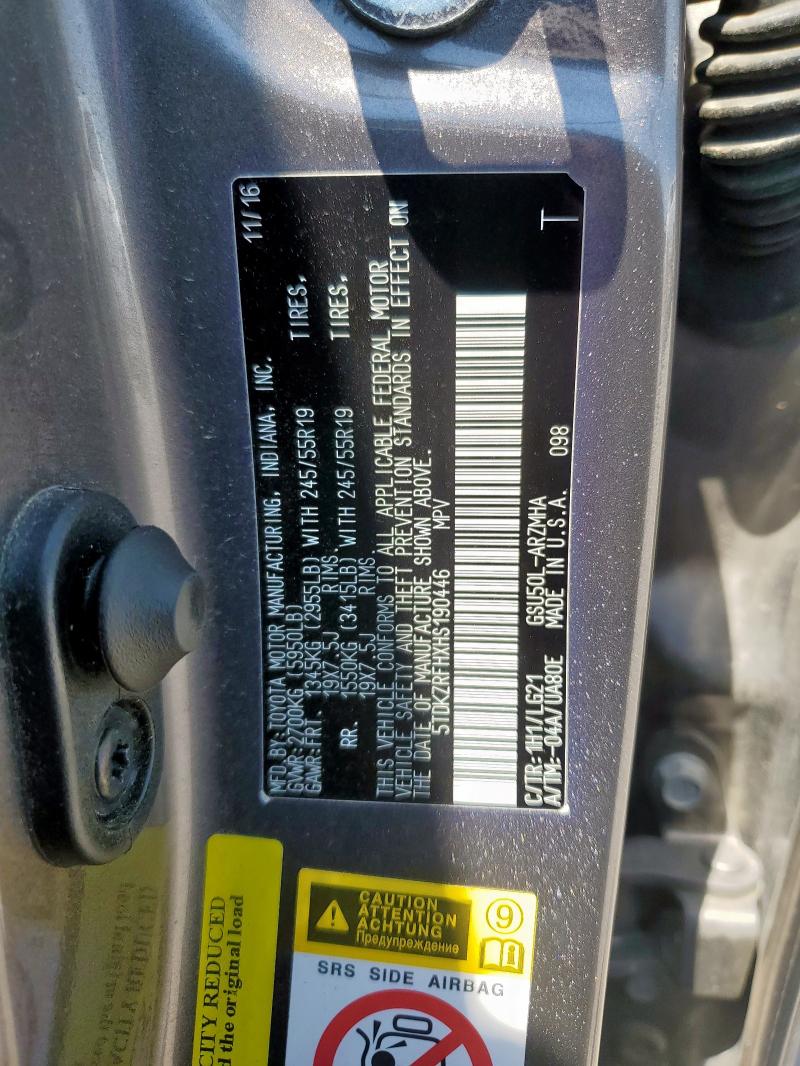 MFD.BY:TOYOTA MOTOR MANUFACTURING, INDIANA, INC. 11/16
GVWR:2700KG (5950LB)
GAWR:FRT. 1345KG (2955LB) WITH 245/55R19 TIRES,
19X7.5J RIMS
RR. 1550KG (3415LB) WITH 245/55R19 TIRES,
19X7.5J RIMS
THIS VEHICLE CONFORMS TO ALL APPLICABLE FEDERAL MOTOR
VEHICLE SAFETY AND THEFT PREVENTION STANDARDS IN EFFECT ON
THE DATE OF MANUFACTURE SHOWN ABOVE.
5TDKZRFHXHS190446 MPV
C/TR:1H1/LG21 GSU50L-ARZMHA 098 T
A/TM:-04A/UA80E MADE IN U.S.A.
CITY REDUCED
the original load
CAUTION
ATTENTION
ACHTUNG
Предупреждение
9
SRS SIDE AIRBAG